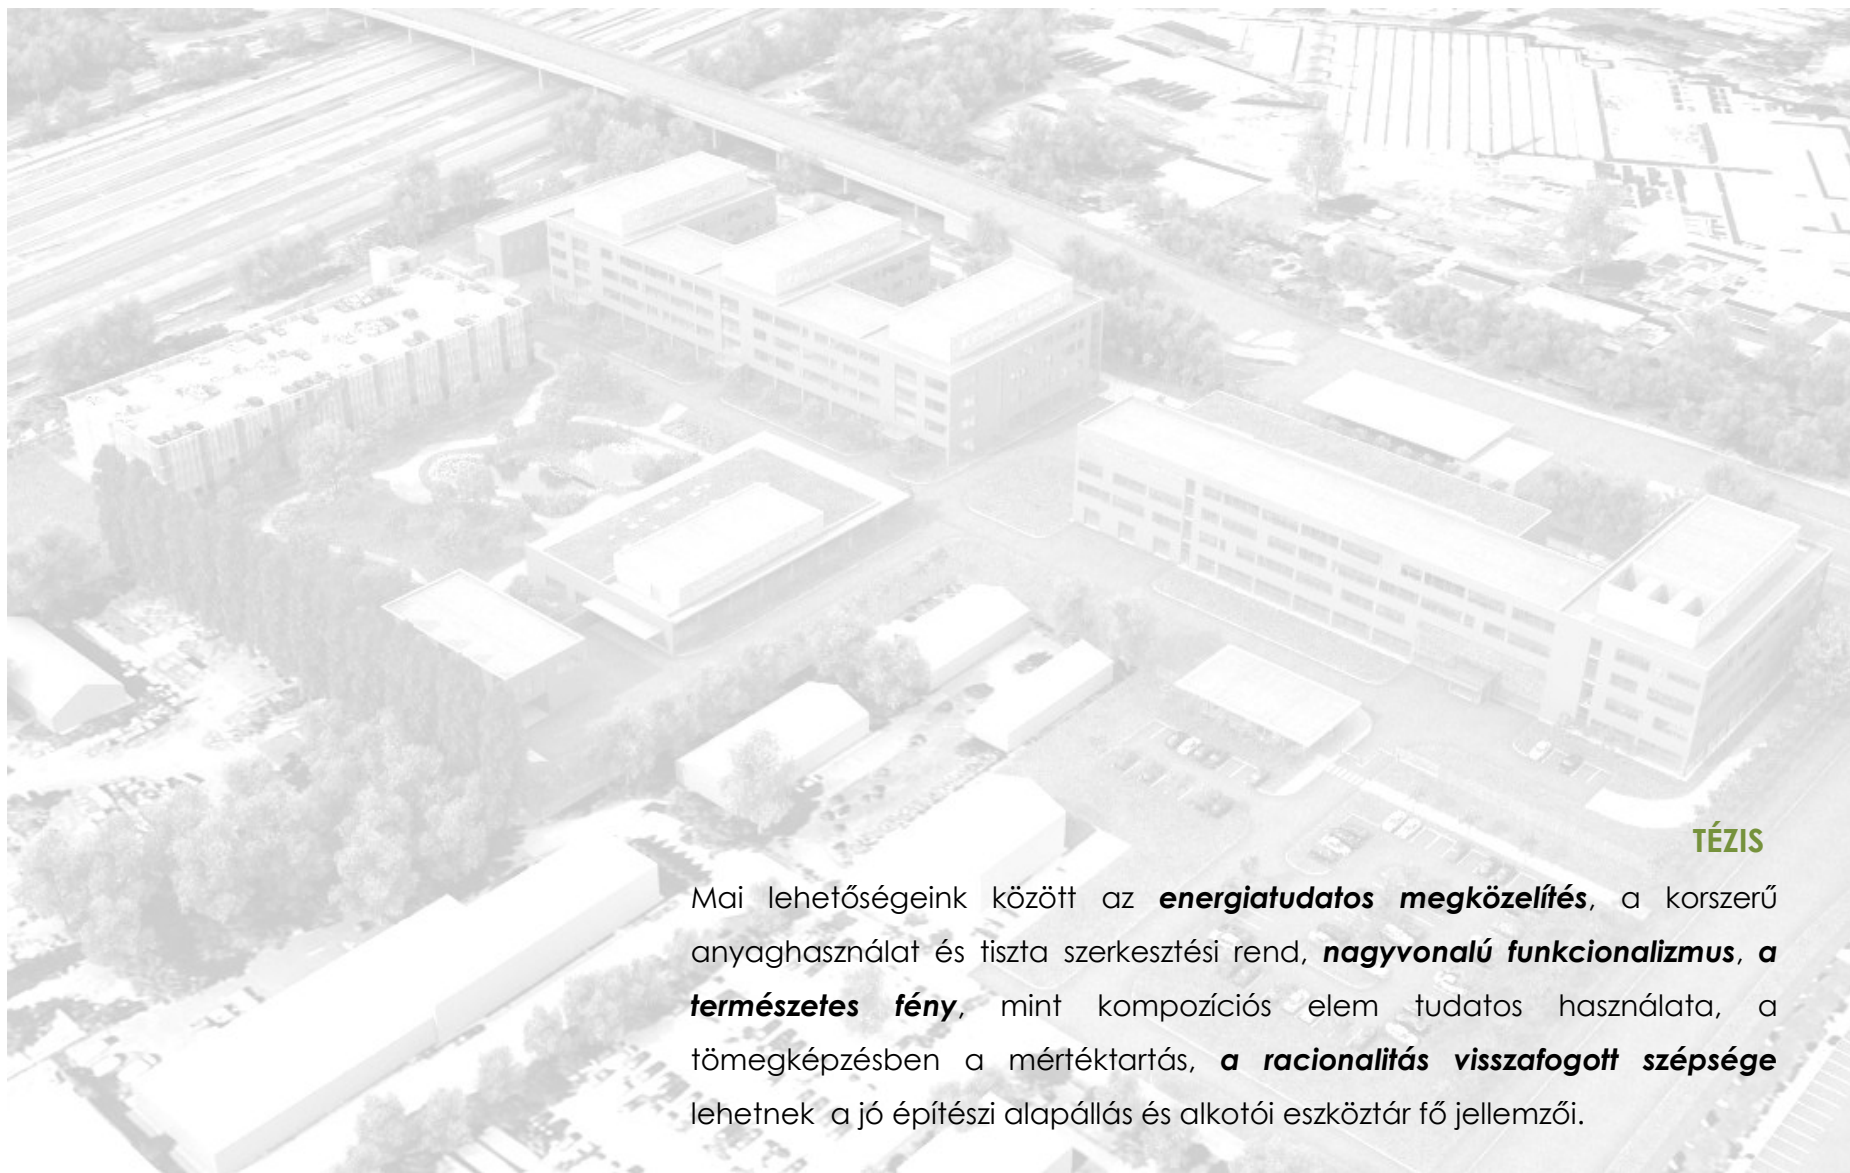 TÉZIS
Mai lehetőségeink között az energiatudatos megközelítés, a korszerű
anyaghasználat és tiszta szerkesztési rend, nagyvonalú funkcionalizmus, a
természetes fény, mint kompozíciós elem tudatos használata, a
tömegképzésben a mértéktartás, a racionalitás visszafogott szépsége
lehetnek a jó építészi alapállás és alkotói eszköztár fő jellemzői.